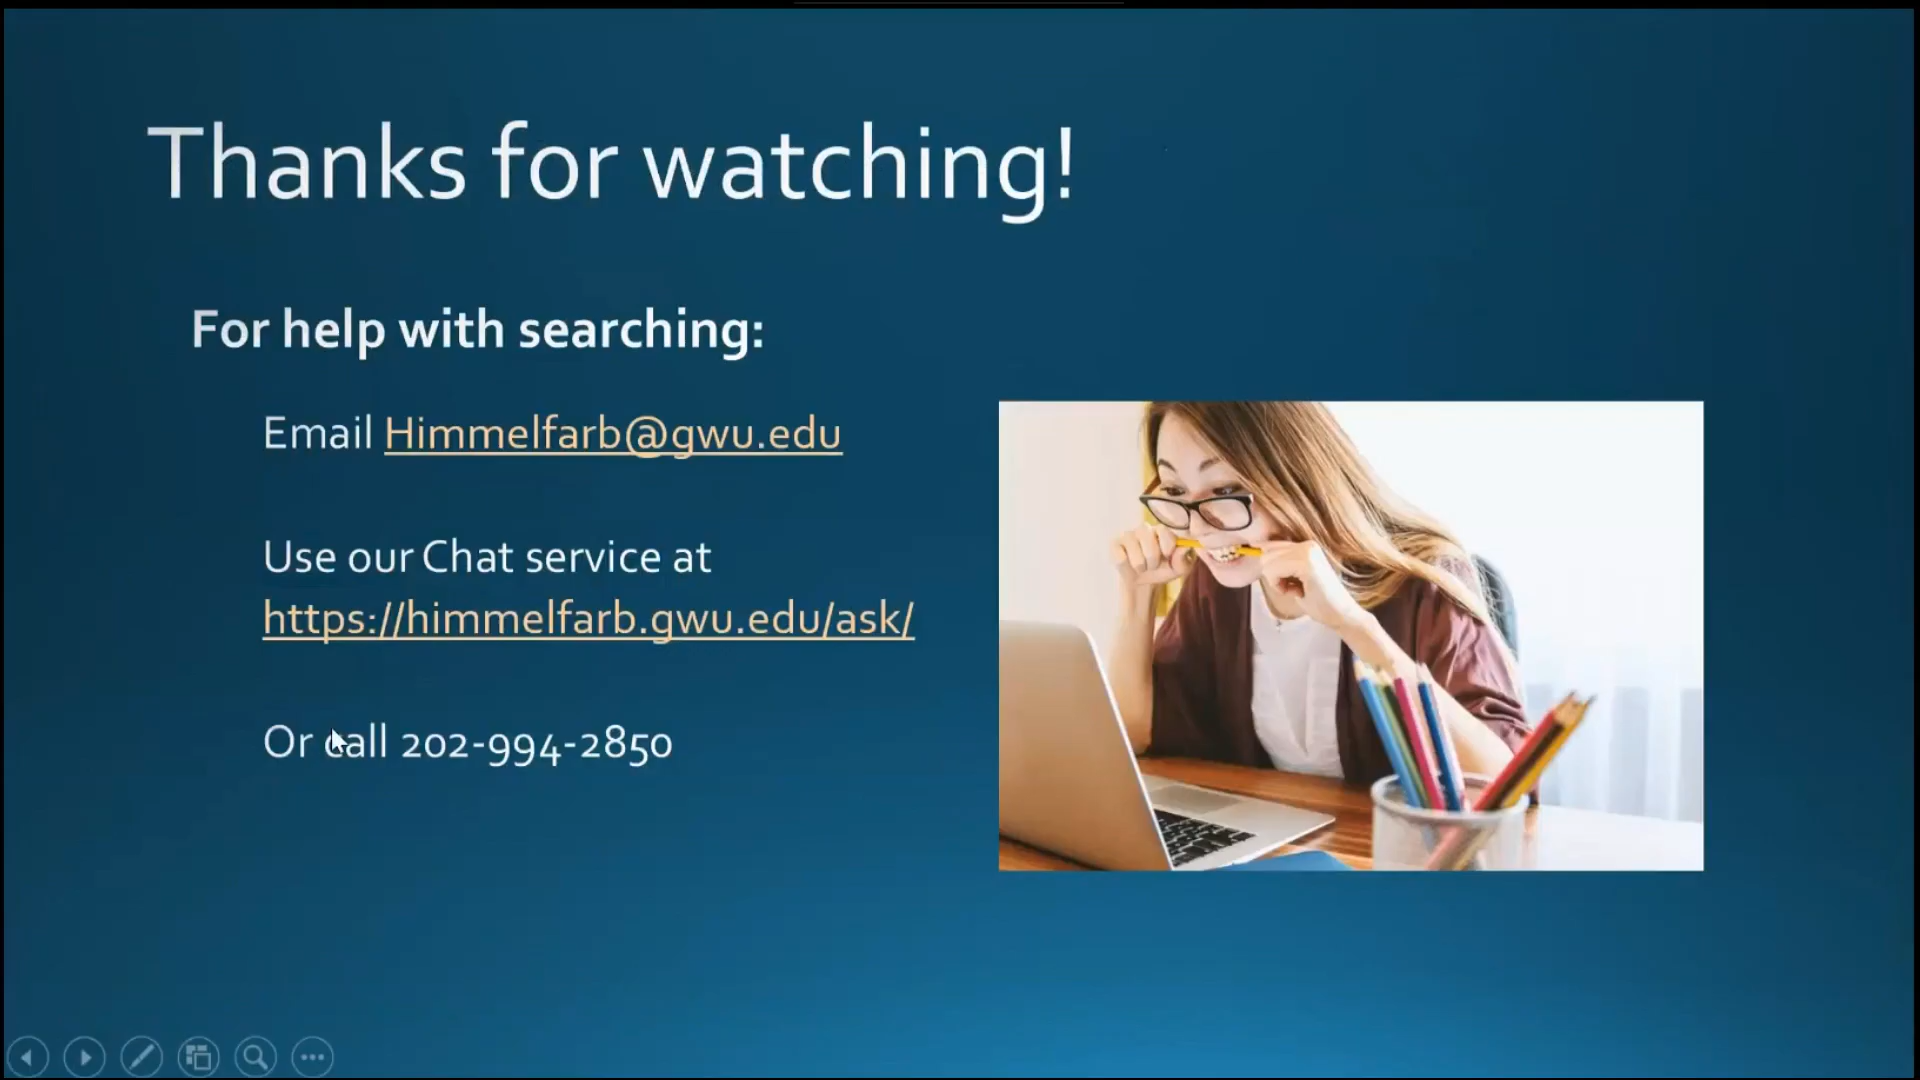 Thanks for watching!
For help with searching:
Email Himmelfarb@gwu.edu
Use our Chat service at
https://himmelfarb.gwu.edu/ask/
Or call 202-994-2850